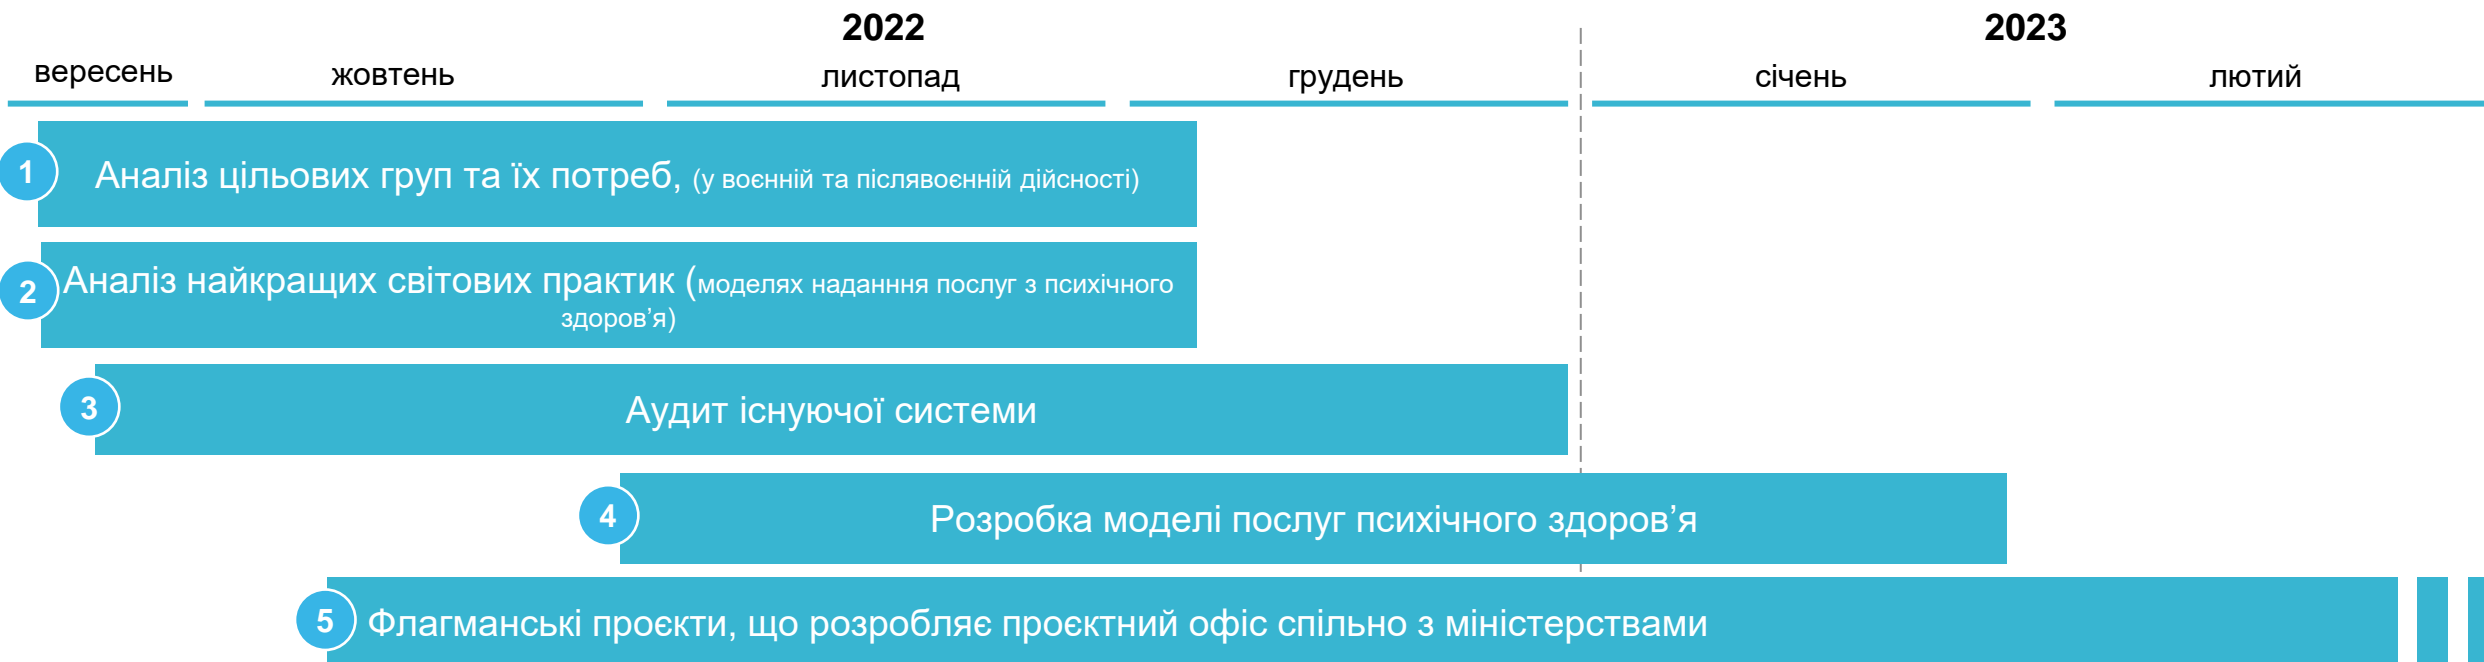 2022
2023
вересень
жовтень
листопад
грудень
січень
лютий
1
Аналіз цільових груп та їх потреб, (у воєнній та післявоєнній дійсності)
2
Аналіз найкращих світових практик (моделях наданння послуг з психічного
здоров’я)
3
Аудит існуючої системи
4
Розробка моделі послуг психічного здоров’я
5
Флагманські проєкти, що розробляє проєктний офіс спільно з міністерствами